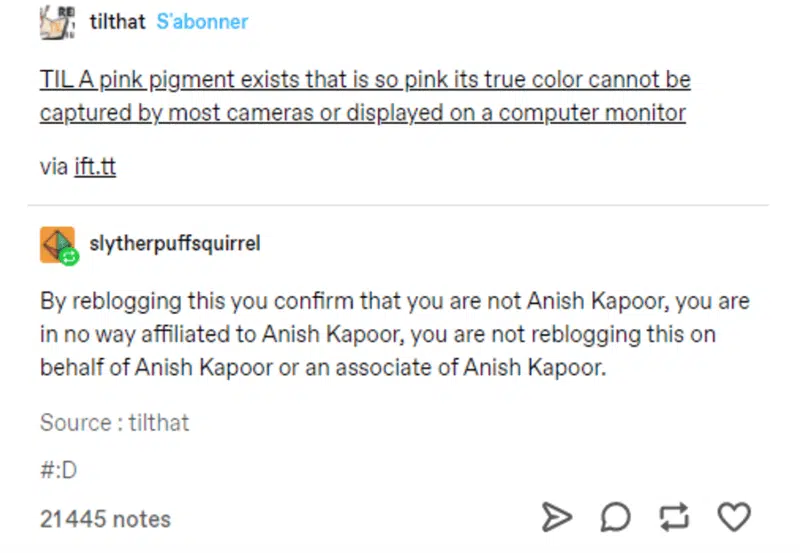 tilthat S'abonner
TIL A pink pigment exists that is so pink its true color cannot be
captured by most cameras or displayed on a computer monitor
via ift.tt
slytherpuffsquirrel
By reblogging this you confirm that you are not Anish Kapoor, you are
in no way affiliated to Anish Kapoor, you are not reblogging this on
behalf of Anish Kapoor or an associate of Anish Kapoor.
Source : tilthat
#:D
21 445 notes